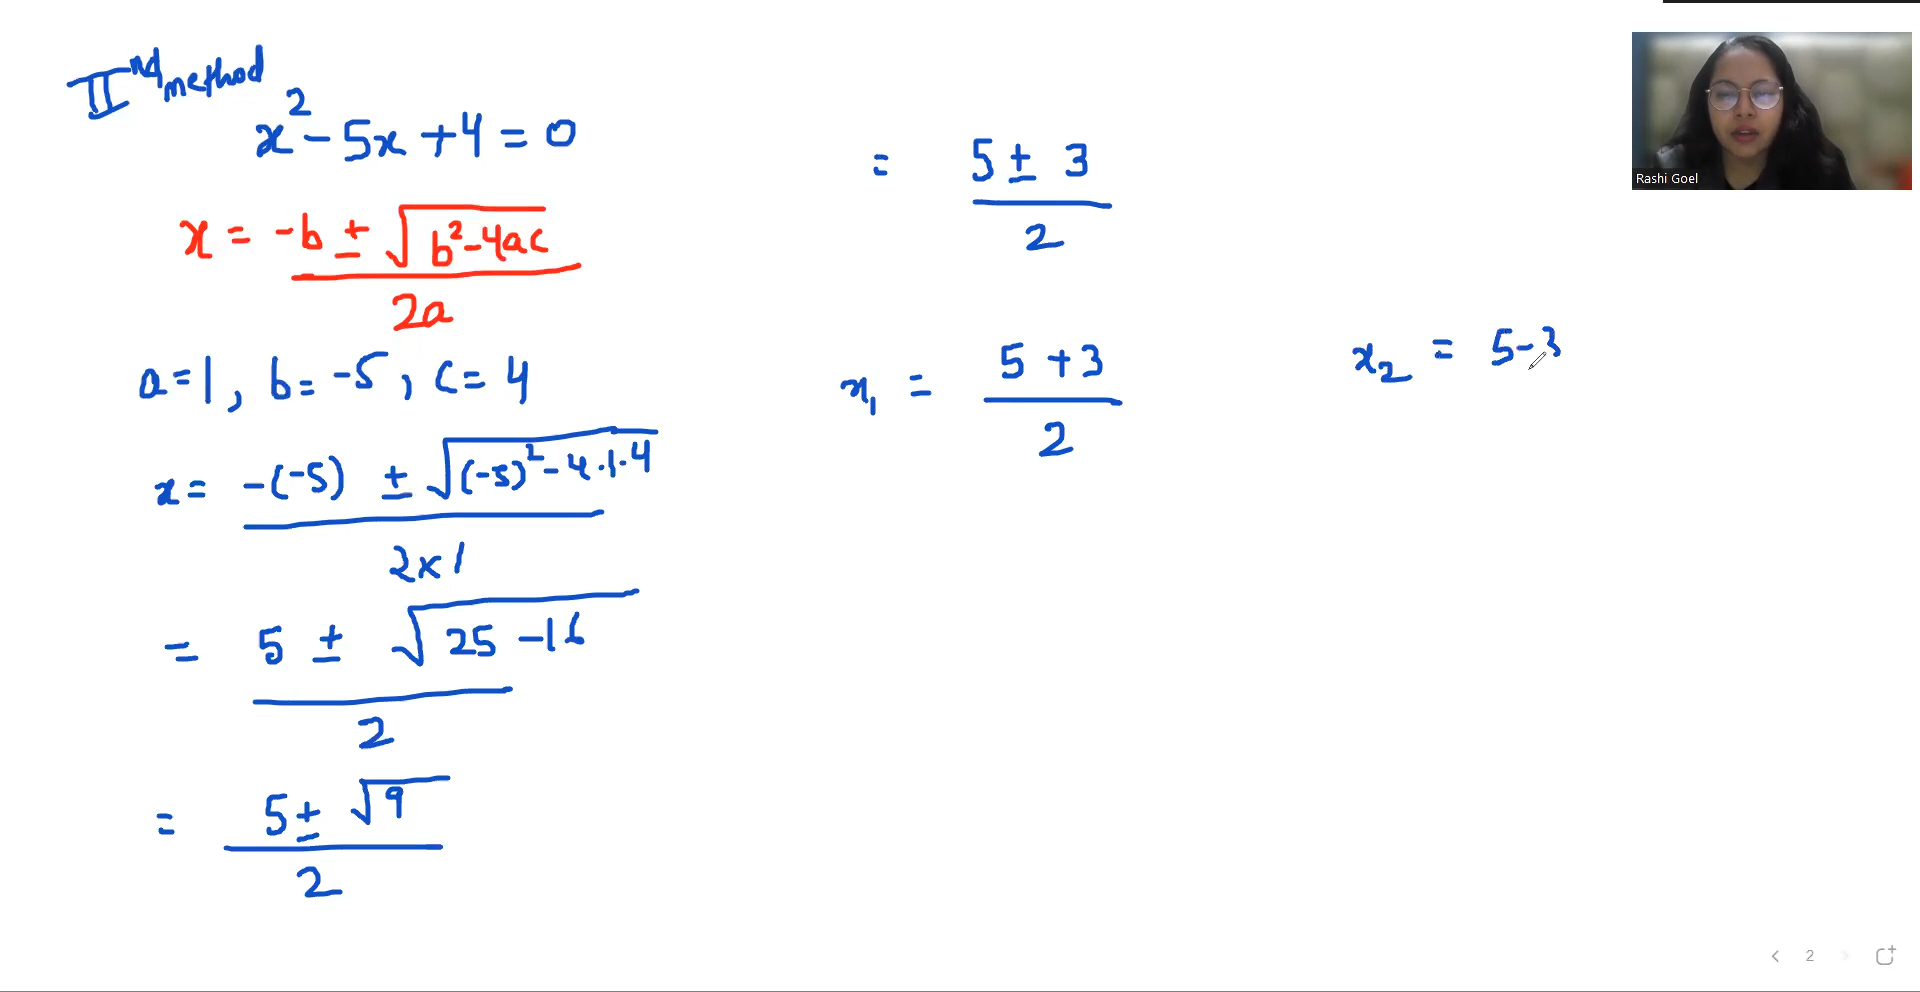 IInd method
x² - 5x + 4 = 0
x = -b ± √(b² - 4ac) / 2a
a = 1, b = -5, c = 4
x = -(-5) ± √((-5)² - 4·1·4) / 2×1
= 5 ± √(25 - 16) / 2
= 5 ± √9 / 2
= 5 ± 3 / 2
x₁ = 5 + 3 / 2
x₂ = 5 - 3
Rashi Goel
2